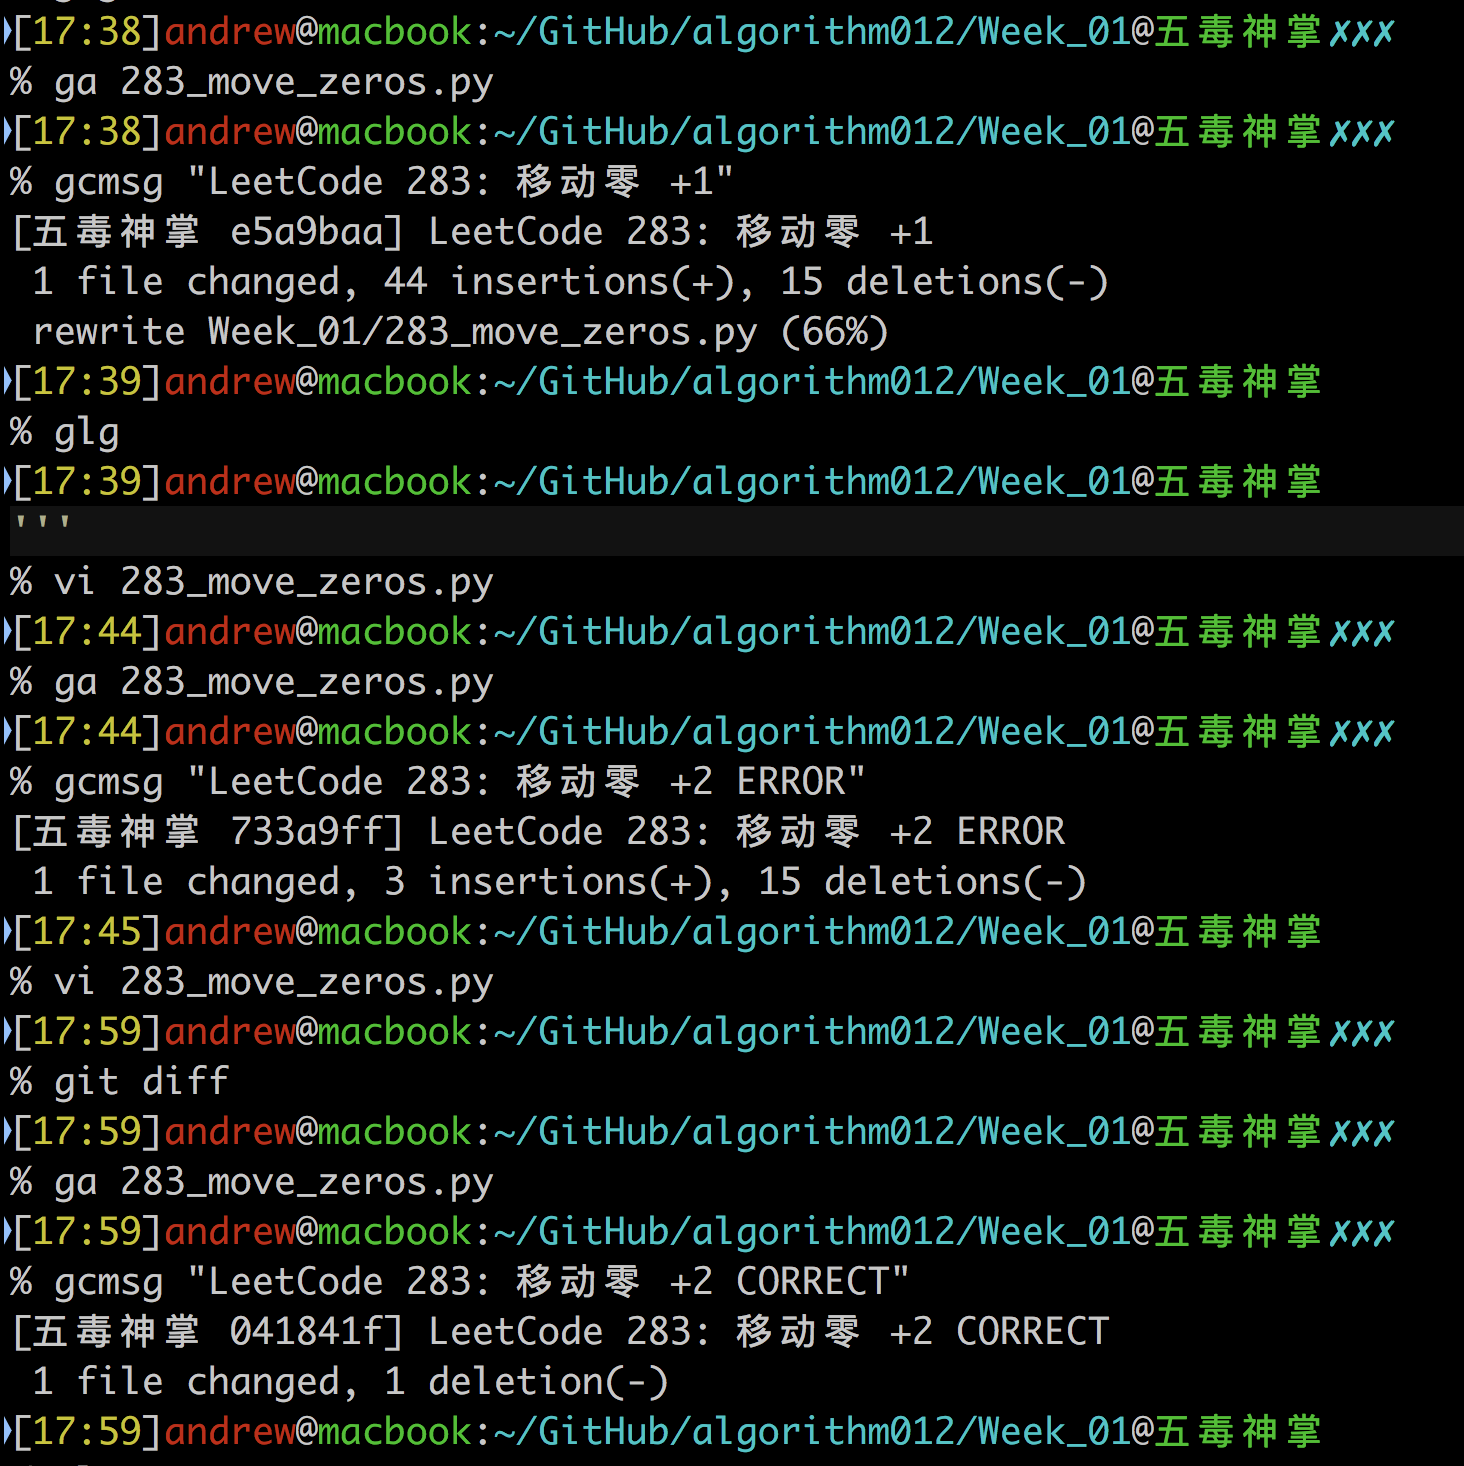 [17:38]andrew@macbook:~/GitHub/algorithm012/Week_01@五毒神掌✗✗✗
% ga 283_move_zeros.py
[17:38]andrew@macbook:~/GitHub/algorithm012/Week_01@五毒神掌✗✗✗
% gcmsg "LeetCode 283: 移动零 +1"
[五毒神掌 e5a9baa] LeetCode 283: 移动零 +1
 1 file changed, 44 insertions(+), 15 deletions(-)
 rewrite Week_01/283_move_zeros.py (66%)
[17:39]andrew@macbook:~/GitHub/algorithm012/Week_01@五毒神掌
% glg
[17:39]andrew@macbook:~/GitHub/algorithm012/Week_01@五毒神掌
'''
% vi 283_move_zeros.py
[17:44]andrew@macbook:~/GitHub/algorithm012/Week_01@五毒神掌✗✗✗
% ga 283_move_zeros.py
[17:44]andrew@macbook:~/GitHub/algorithm012/Week_01@五毒神掌✗✗✗
% gcmsg "LeetCode 283: 移动零 +2 ERROR"
[五毒神掌 733a9ff] LeetCode 283: 移动零 +2 ERROR
 1 file changed, 3 insertions(+), 15 deletions(-)
[17:45]andrew@macbook:~/GitHub/algorithm012/Week_01@五毒神掌
% vi 283_move_zeros.py
[17:59]andrew@macbook:~/GitHub/algorithm012/Week_01@五毒神掌✗✗✗
% git diff
[17:59]andrew@macbook:~/GitHub/algorithm012/Week_01@五毒神掌✗✗✗
% ga 283_move_zeros.py
[17:59]andrew@macbook:~/GitHub/algorithm012/Week_01@五毒神掌✗✗✗
% gcmsg "LeetCode 283: 移动零 +2 CORRECT"
[五毒神掌 041841f] LeetCode 283: 移动零 +2 CORRECT
 1 file changed, 1 deletion(-)
[17:59]andrew@macbook:~/GitHub/algorithm012/Week_01@五毒神掌